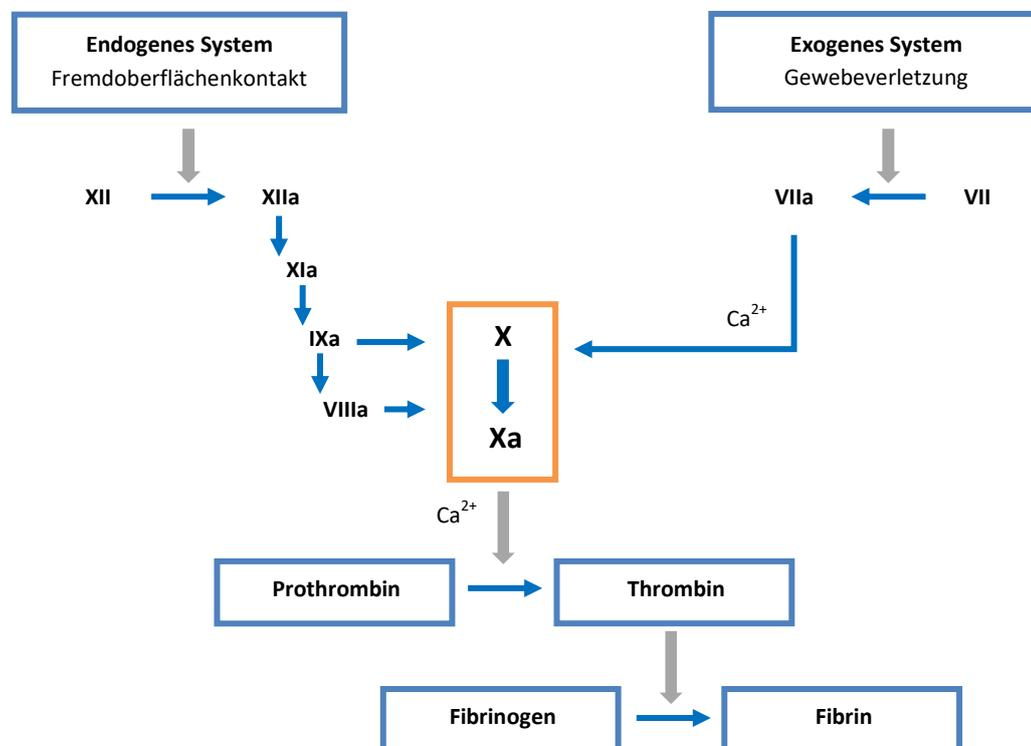 Endogenes System
Fremdoberflächenkontakt
Exogenes System
Gewebeverletzung
XII
XIIa
VIIa
VII
XIa
IXa
X
Ca²⁺
VIIIa
Xa
Ca²⁺
Prothrombin
Thrombin
Fibrinogen
Fibrin